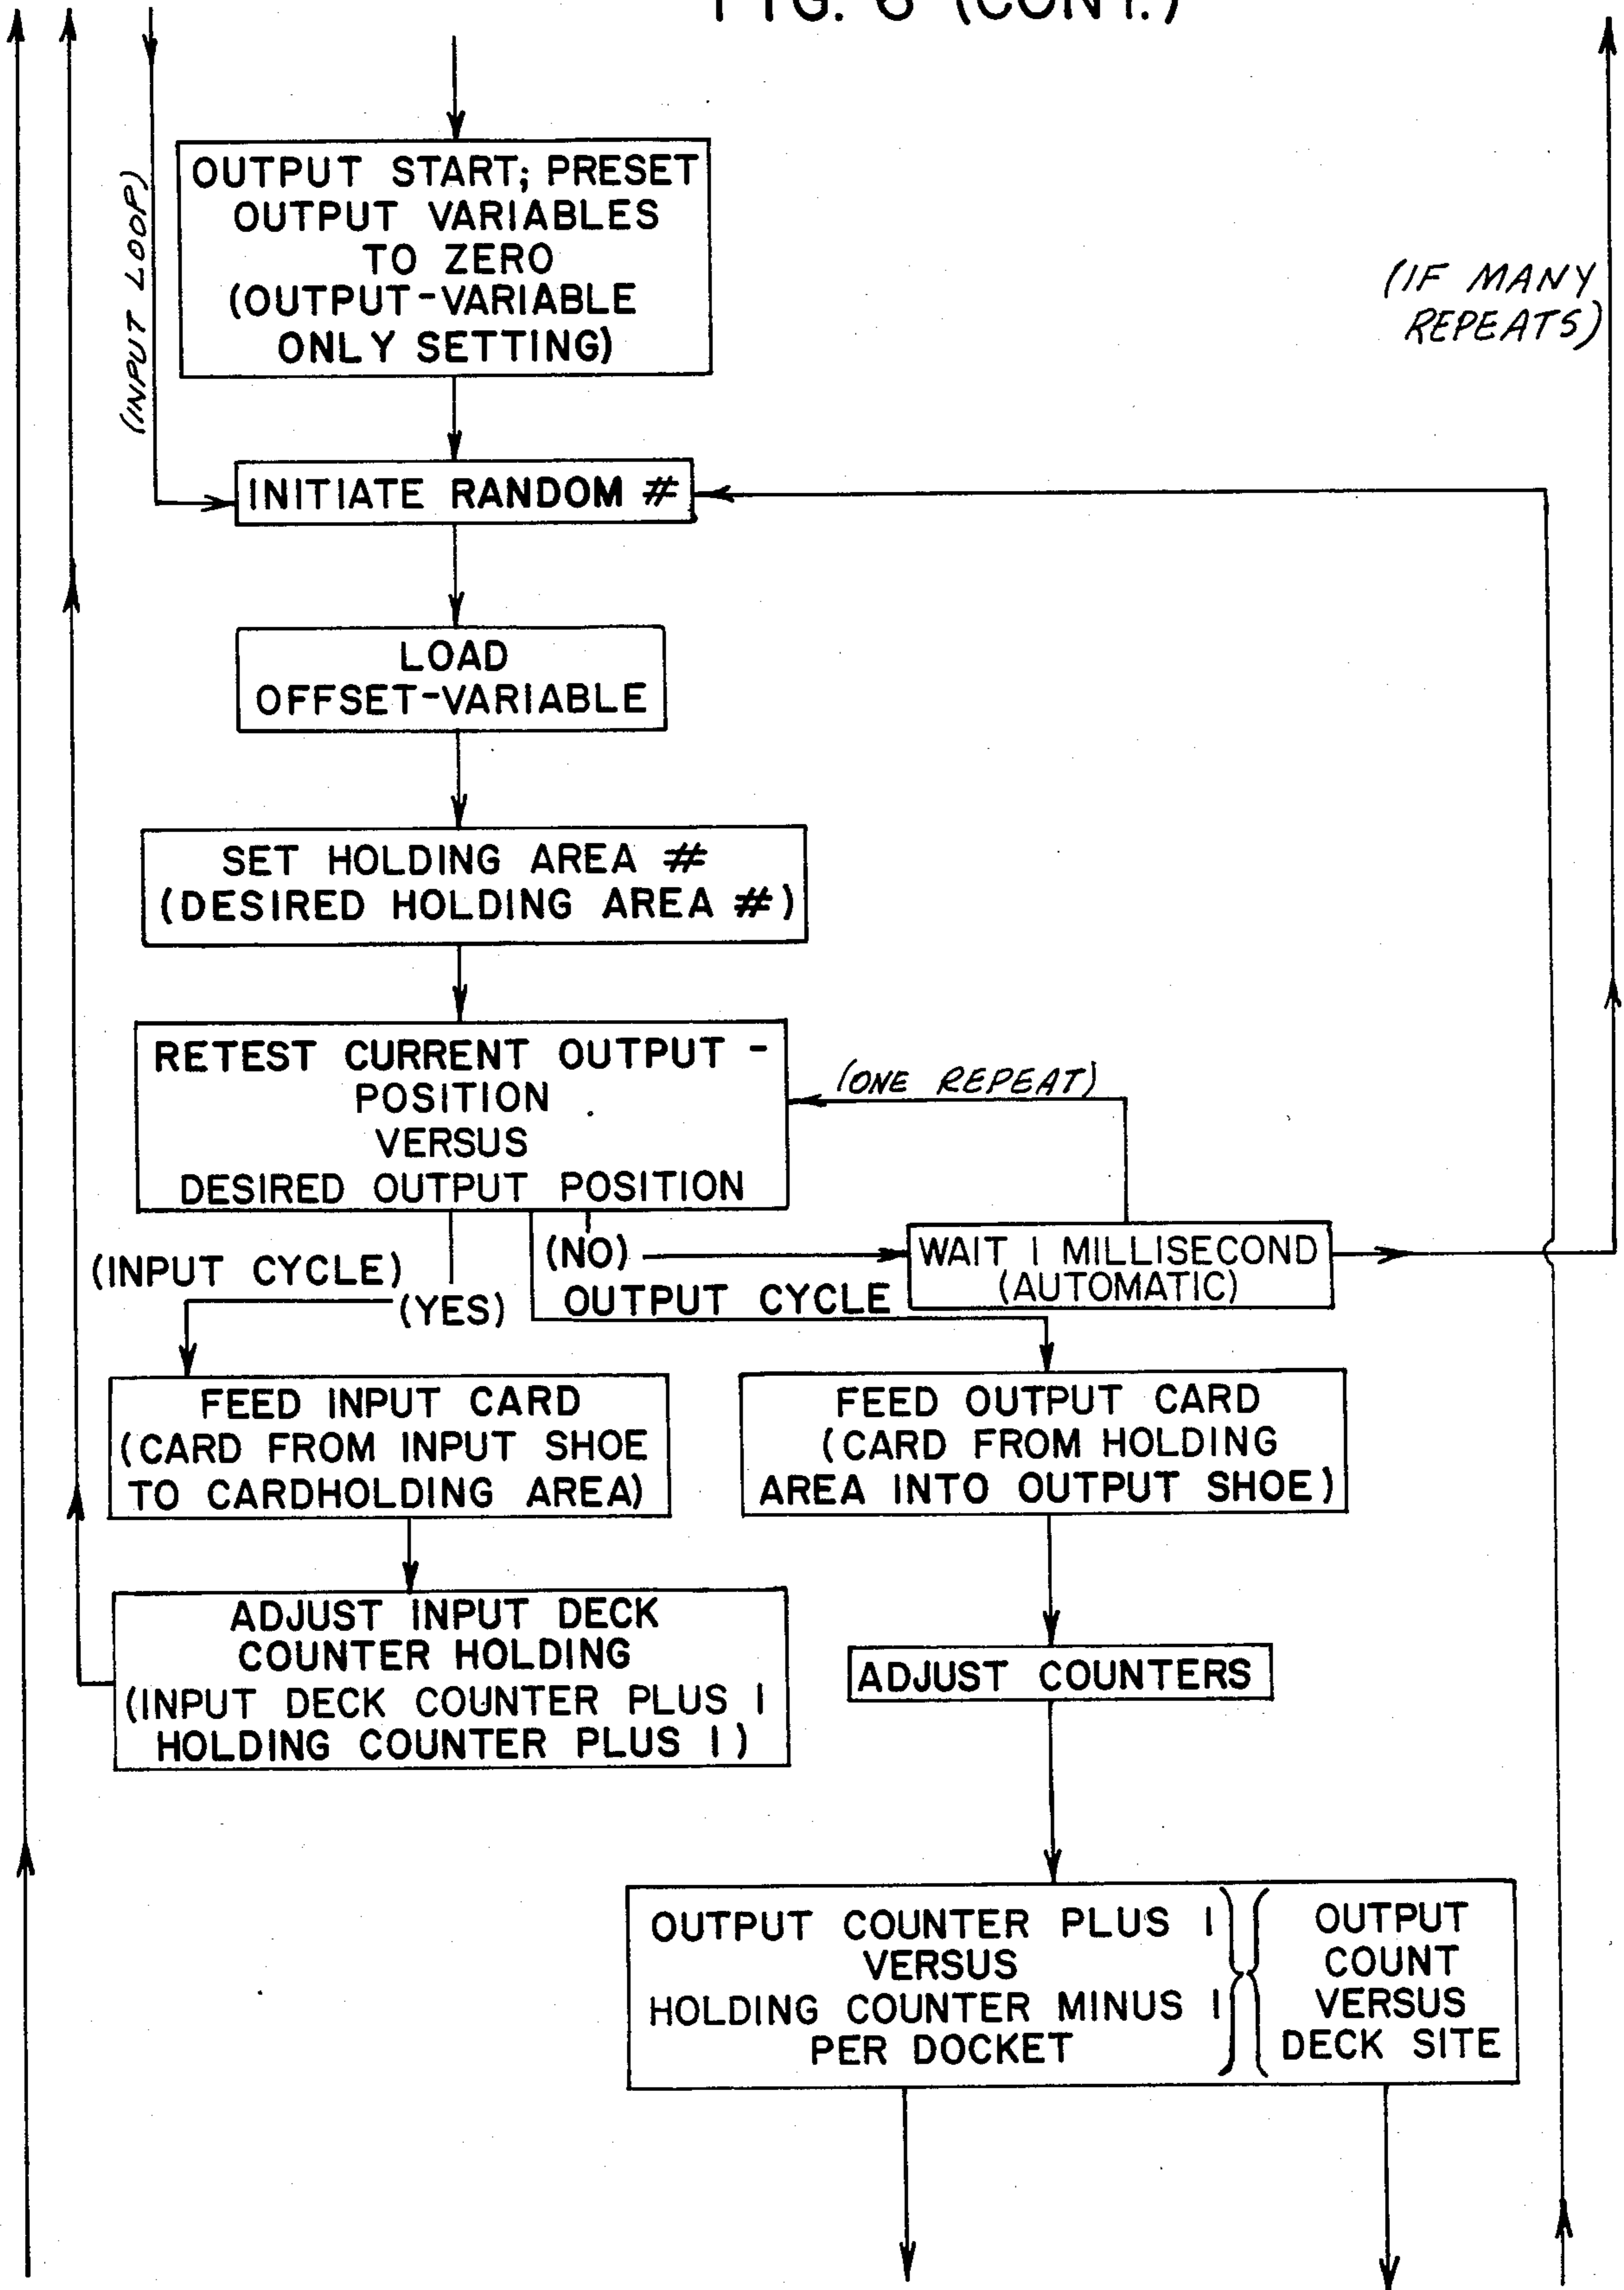 FIG. 6 (CONT.)
(INPUT LOOP)
OUTPUT START; PRESET
OUTPUT VARIABLES
TO ZERO
(OUTPUT-VARIABLE
ONLY SETTING)
(IF MANY
REPEATS)
INITIATE RANDOM #
LOAD
OFFSET-VARIABLE
SET HOLDING AREA #
(DESIRED HOLDING AREA #)
RETEST CURRENT OUTPUT -
POSITION
VERSUS
DESIRED OUTPUT POSITION
(ONE REPEAT)
(INPUT CYCLE)
(YES)
(NO)
OUTPUT CYCLE
WAIT 1 MILLISECOND
(AUTOMATIC)
FEED INPUT CARD
(CARD FROM INPUT SHOE
TO CARDHOLDING AREA)
FEED OUTPUT CARD
(CARD FROM HOLDING
AREA INTO OUTPUT SHOE)
ADJUST INPUT DECK
COUNTER HOLDING
(INPUT DECK COUNTER PLUS 1
HOLDING COUNTER PLUS 1)
ADJUST COUNTERS
OUTPUT COUNTER PLUS 1
VERSUS
HOLDING COUNTER MINUS 1
PER DOCKET
OUTPUT
COUNT
VERSUS
DECK SITE